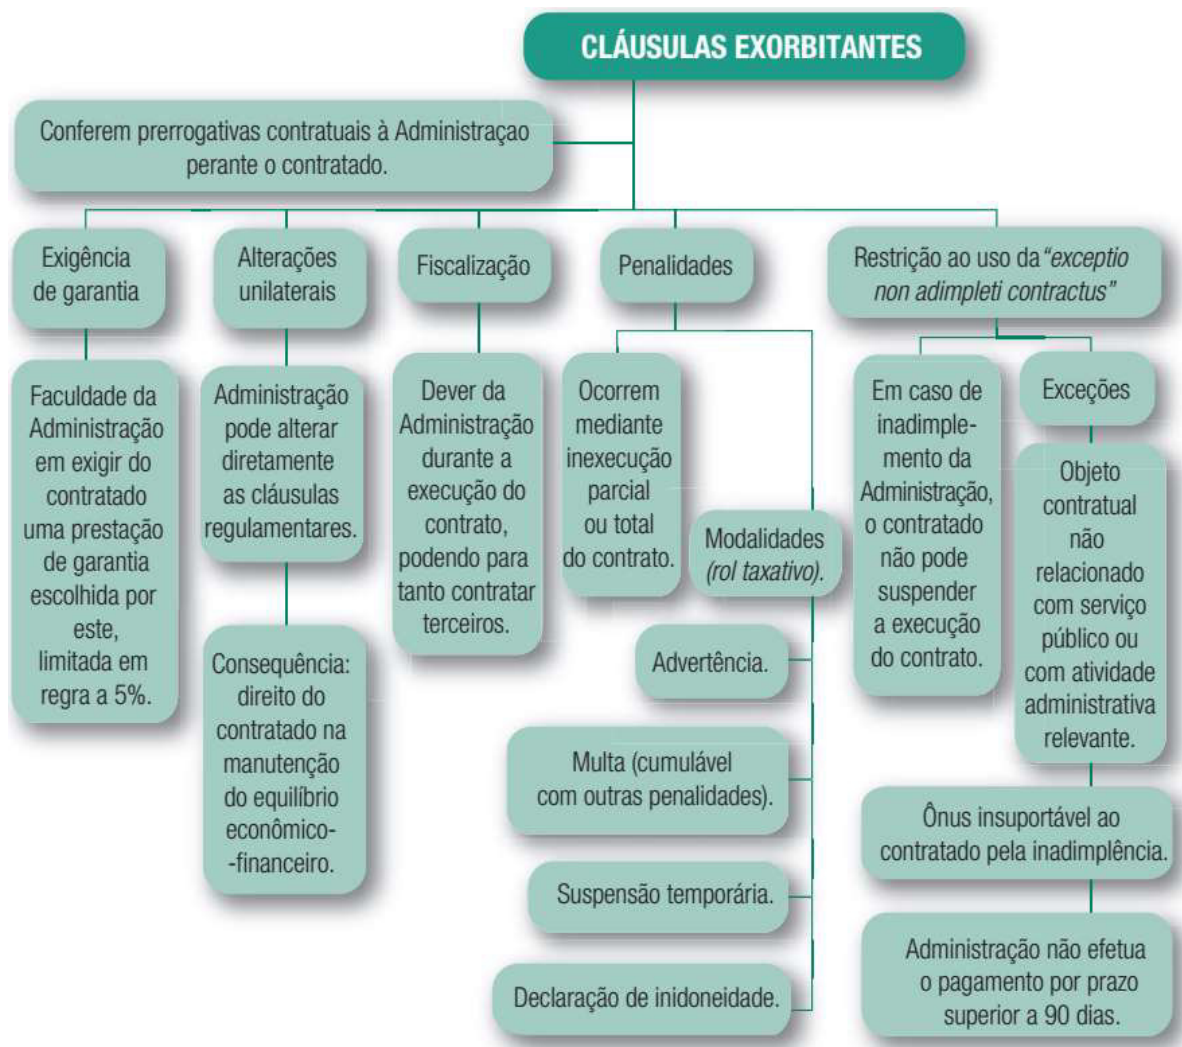 CLÁUSULAS EXORBITANTES
Conferem prerrogativas contratuais à Administraçao
perante o contratado.
Exigência
de garantia
Faculdade da
Administração
em exigir do
contratado
uma prestação
de garantia
escolhida por
este,
limitada em
regra a 5%.
Alterações
unilaterais
Administração
pode alterar
diretamente
as cláusulas
regulamentares.
Consequência:
direito do
contratado na
manutenção
do equilíbrio
econômico-
-financeiro.
Fiscalização
Dever da
Administração
durante a
execução do
contrato,
podendo para
tanto contratar
terceiros.
Penalidades
Ocorrem
mediante
inexecução
parcial
ou total
do contrato.
Modalidades
(rol taxativo).
Advertência.
Multa (cumulável
com outras penalidades).
Suspensão temporária.
Declaração de inidoneidade.
Restrição ao uso da “exceptio
non adimpleti contractus”
Em caso de
inadimple-
mento da
Administração,
o contratado
não pode
suspender
a execução
do contrato.
Exceções
Objeto
contratual
não
relacionado
com serviço
público ou
com atividade
administrativa
relevante.
Ônus insuportável ao
contratado pela inadimplência.
Administração não efetua
o pagamento por prazo
superior a 90 dias.